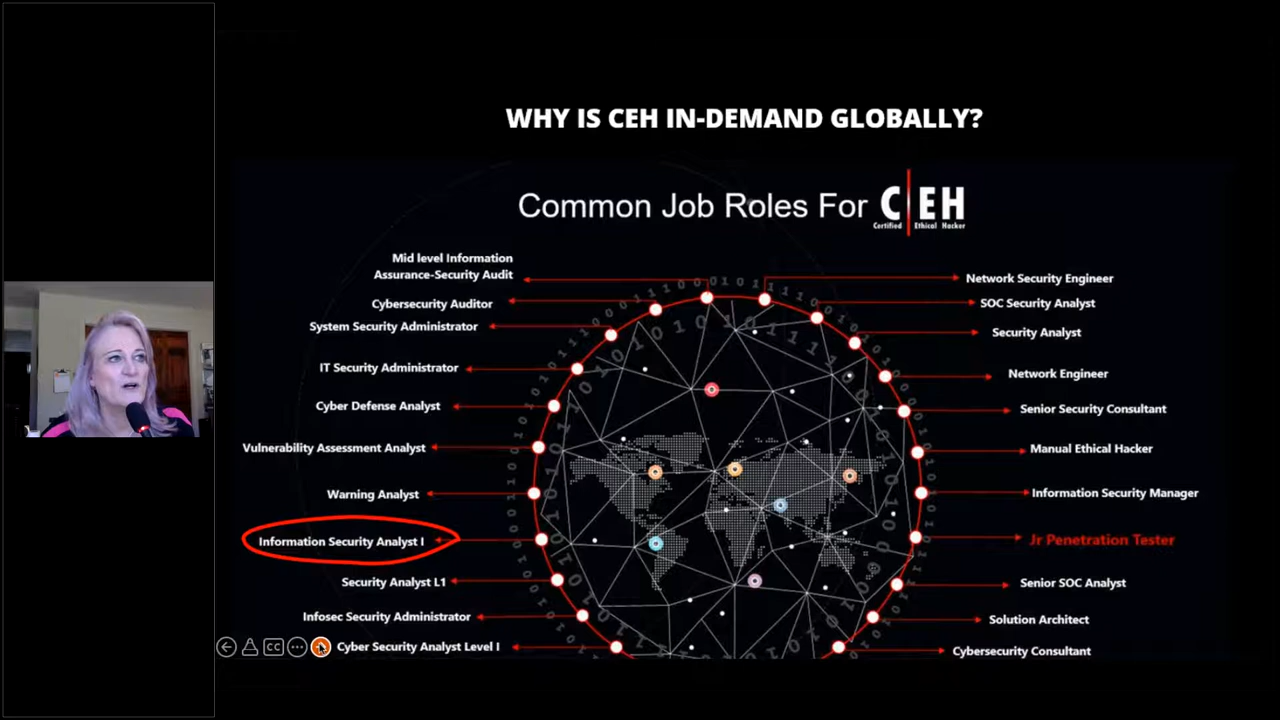 WHY IS CEH IN-DEMAND GLOBALLY?
Common Job Roles For C|EH
Certified Ethical Hacker
Mid level Information
Assurance-Security Audit
Cybersecurity Auditor
System Security Administrator
IT Security Administrator
Cyber Defense Analyst
Vulnerability Assessment Analyst
Warning Analyst
Information Security Analyst I
Security Analyst L1
Infosec Security Administrator
Cyber Security Analyst Level I
Network Security Engineer
SOC Security Analyst
Security Analyst
Network Engineer
Senior Security Consultant
Manual Ethical Hacker
Information Security Manager
Jr Penetration Tester
Senior SOC Analyst
Solution Architect
Cybersecurity Consultant
CC